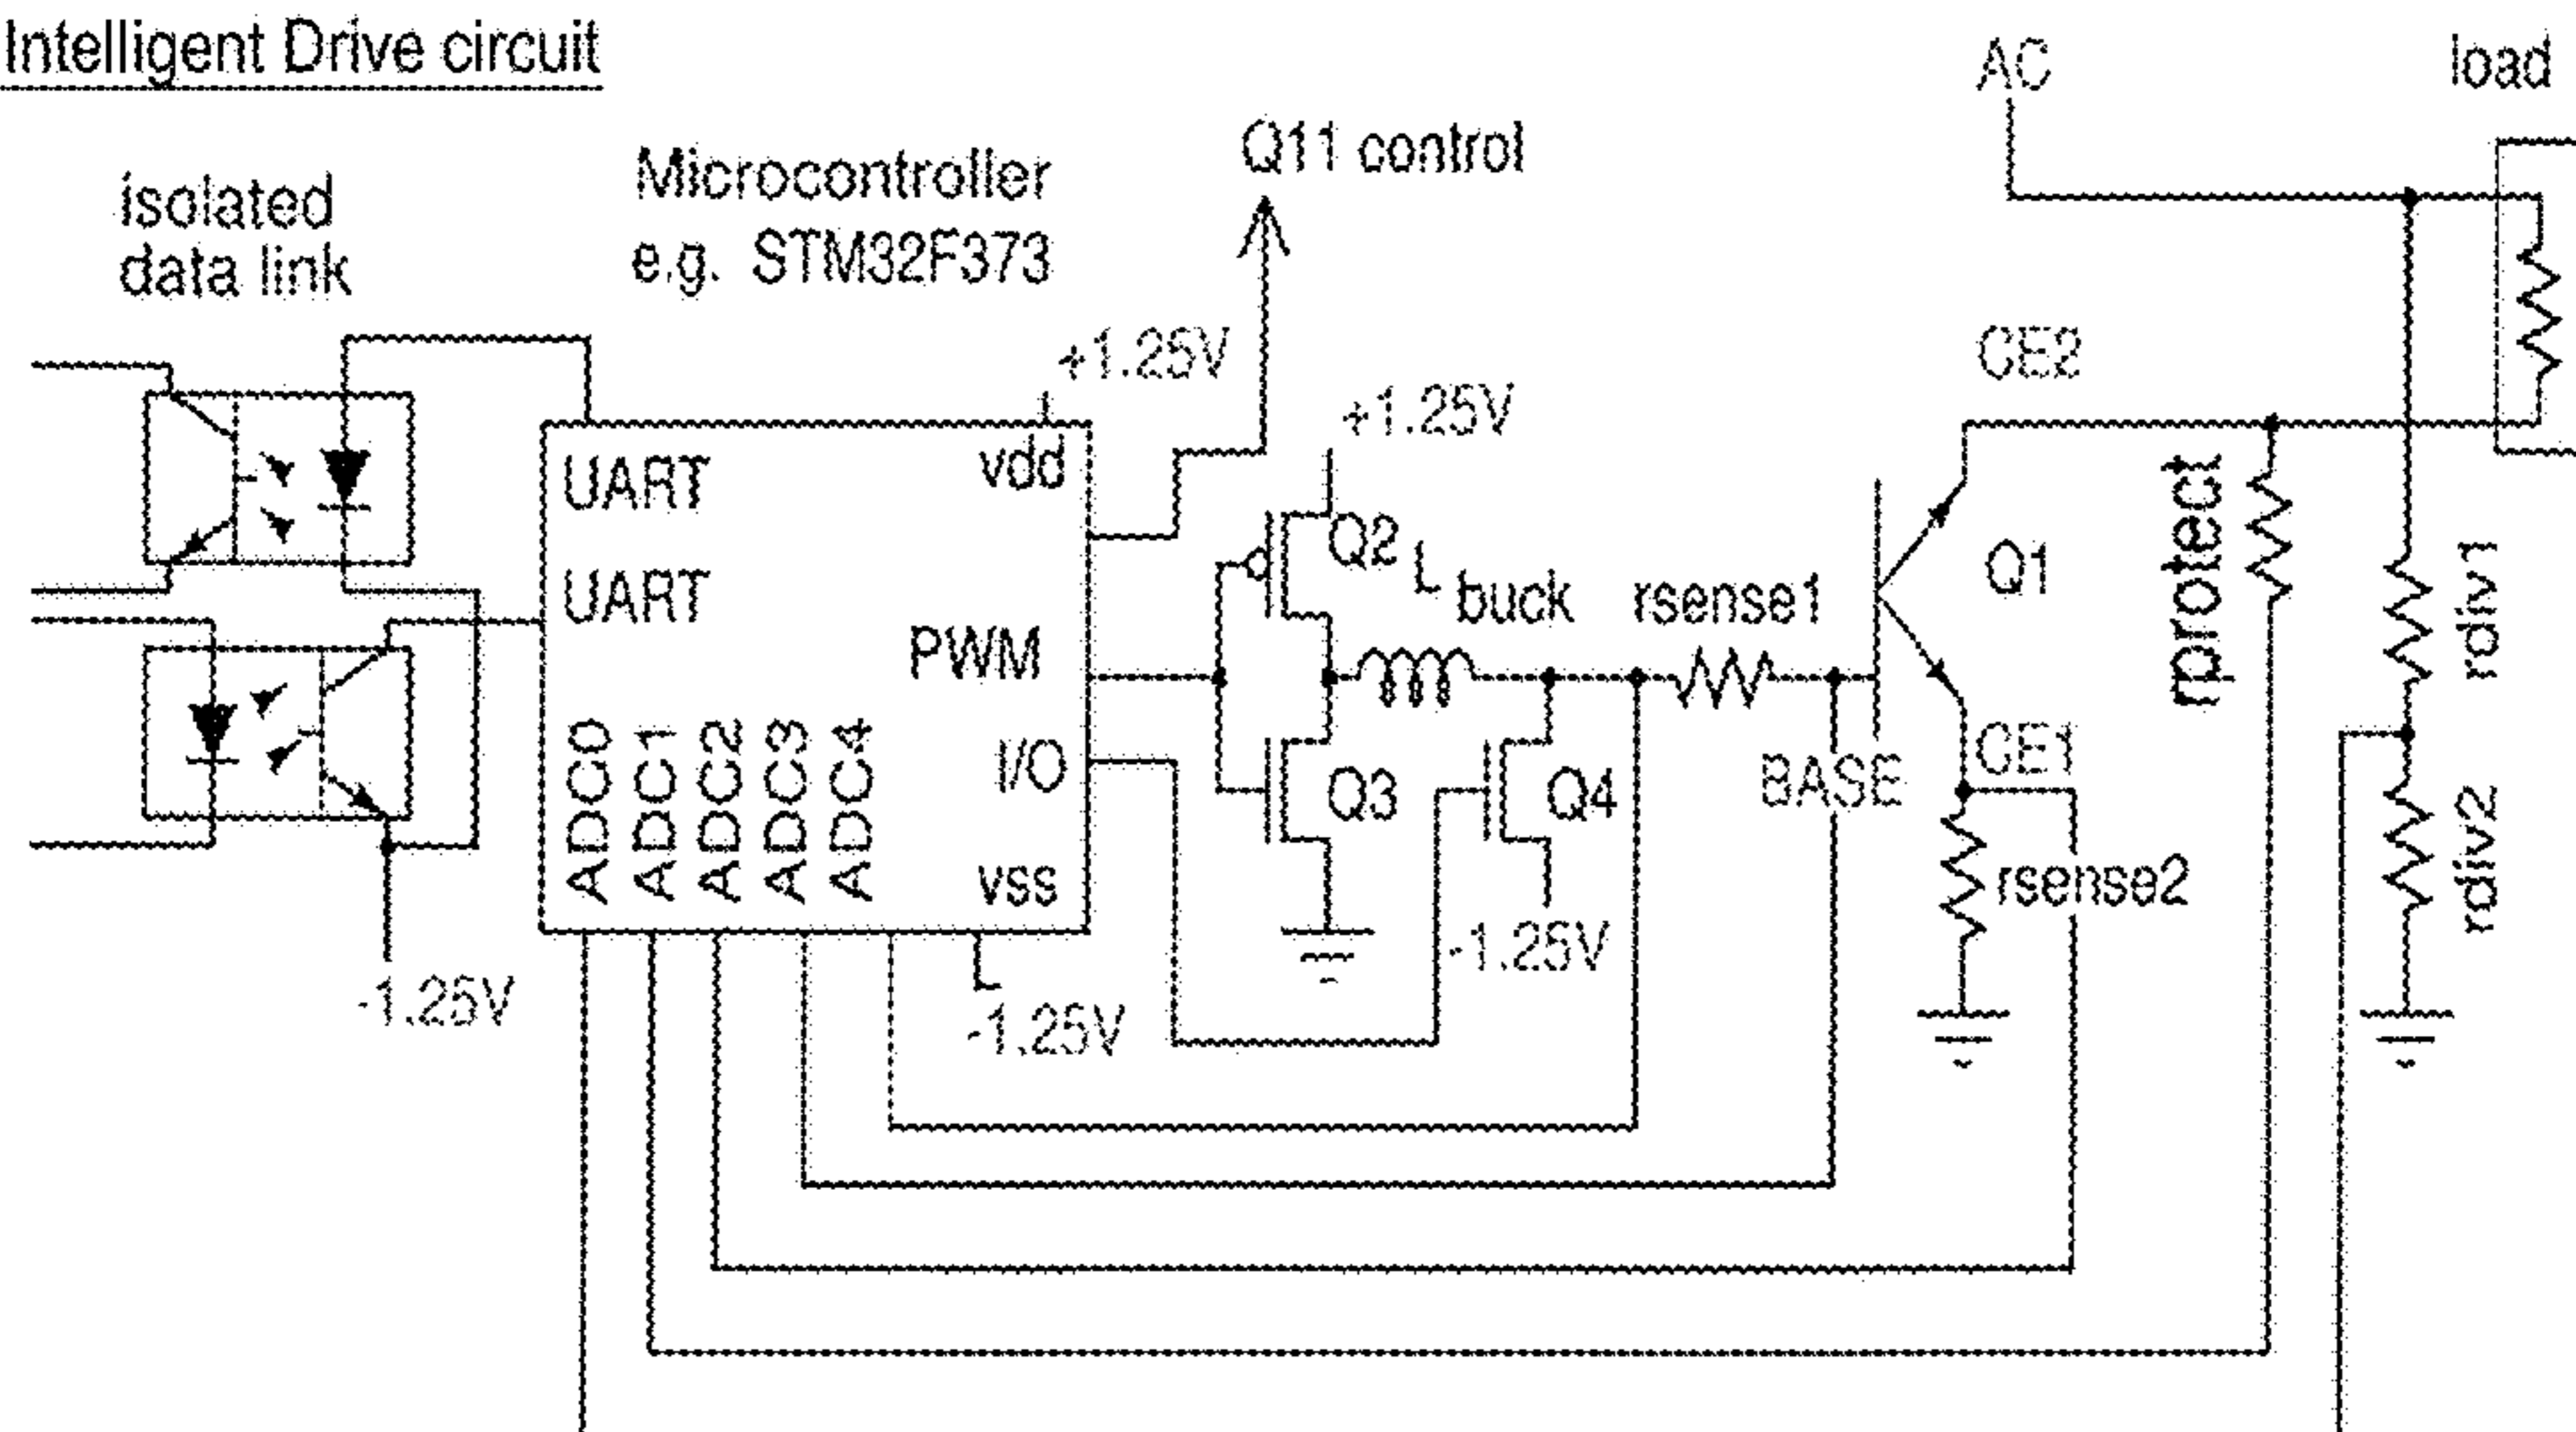 Intelligent Drive circuit
AC
load
Q11 control
Microcontroller
e.g. STM32F373
isolated
data link
+1.25V
+1.25V
CE2
UART
vdd
UART
Q2
L
buck
rsense1
Q1
rprotect
rdiv1
PWM
I/O
ADC0
ADC1
ADC2
ADC3
ADC4
vss
Q3
Q4
BASE
CE1
rsense2
rdiv2
-1.25V
-1.25V
-1.25V